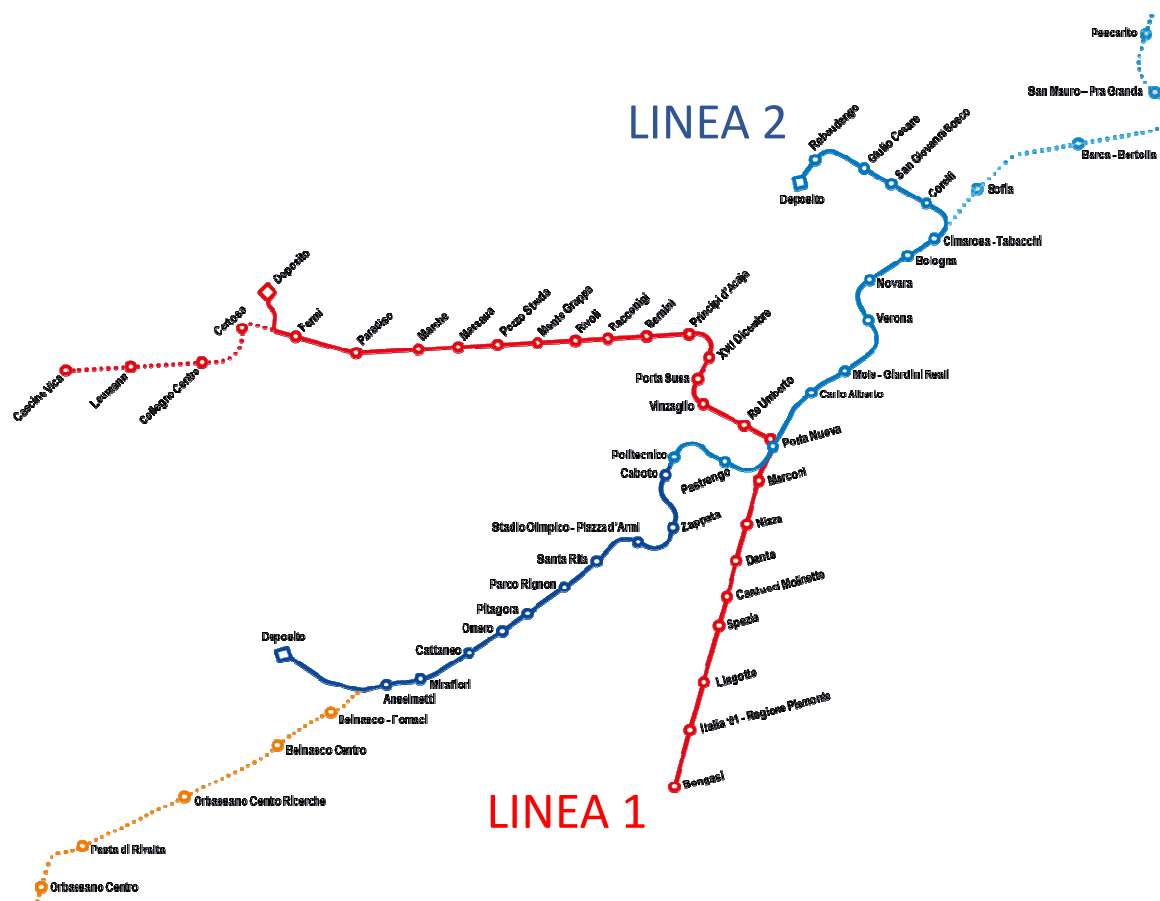 Pescarito
San Mauro – Pra Granda
LINEA 2
Rebaudengo
Giulio Cesare
San Giovanni Bosco
Corelli
Barca - Bertolla
Sofia
Deposito
Cimarosa - Tabacchi
Bologna
Novara
Verona
Mole - Giardini Reali
Carlo Alberto
Deposito
Certosa
Fermi
Paradiso
Marche
Massaua
Pozzo Strada
Monte Grappa
Rivoli
Racconigi
Bernini
Principi d'Acaja
XVIII Dicembre
Porta Susa
Vinzaglio
Re Umberto
Cascine Vica
Leumann
Collegno Centro
Porta Nuova
Politecnico
Caboto
Pastrengo
Marconi
Zappata
Nizza
Stadio Olimpico - Piazza d'Armi
Santa Rita
Dante
Parco Rignon
Carducci Molinette
Pitagora
Spezia
Omero
Deposito
Cattaneo
Mirafiori
Anselmetti
Lingotto
Italia '61 - Regione Piemonte
Beinasco - Fornaci
Beinasco Centro
Bengasi
Orbassano Centro Ricerche
LINEA 1
Pasta di Rivalta
Orbassano Centro